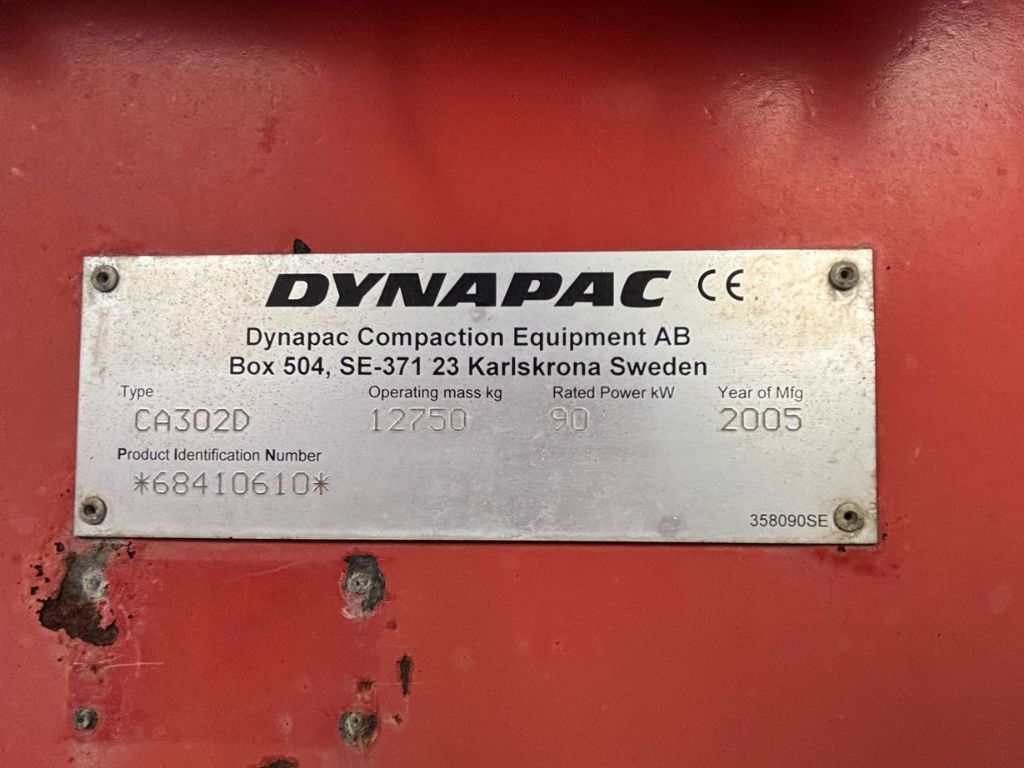 DYNAPAC CE
Dynapac Compaction Equipment AB
Box 504, SE-371 23 Karlskrona Sweden
Type Operating mass kg Rated Power kW Year of Mfg
CA302D 12750 90 2005
Product Identification Number
*68410610*
358090SE